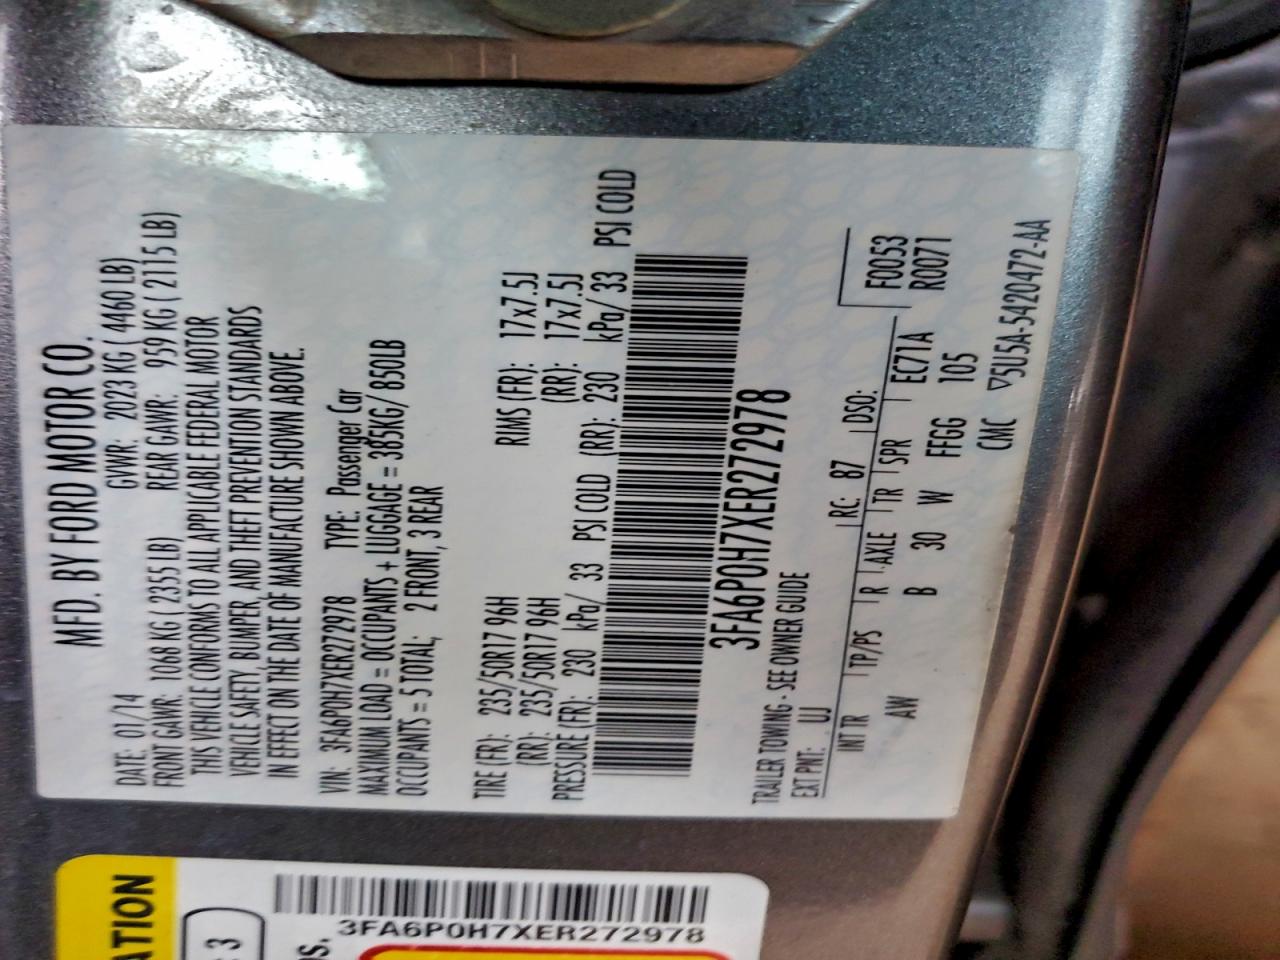 MFD. BY FORD MOTOR CO.
DATE: 01/14 GVWR: 2023 KG ( 4460 LB)
FRONT GAWR: 1068 KG ( 2355 LB) REAR GAWR: 959 KG ( 2115 LB)
THIS VEHICLE CONFORMS TO ALL APPLICABLE FEDERAL MOTOR
VEHICLE SAFETY, BUMPER, AND THEFT PREVENTION STANDARDS
IN EFFECT ON THE DATE OF MANUFACTURE SHOWN ABOVE.
VIN: 3FA6P0H7XER272978 TYPE: Passenger Car
MAXIMUM LOAD = OCCUPANTS + LUGGAGE = 385KG/ 850LB
OCCUPANTS = 5 TOTAL; 2 FRONT, 3 REAR
TIRE (FR): 235/50R17 96H RIMS (FR): 17x7.5J
(RR): 235/50R17 96H (RR): 17x7.5J
PRESSURE (FR): 230 kPa/ 33 PSI COLD (RR): 230 kPa/ 33 PSI COLD
3FA6P0H7XER272978
TRAILER TOWING - SEE OWNER GUIDE
EXT PNT: UJ RC: 87 DSO:
INT TR TP/PS R AXLE TR SPR EC71A F0053
AW B 30 W FFGG 105 R0071
CMC ▽5U5A-5420472-AA
ATION
3
3FA6P0H7XER272978